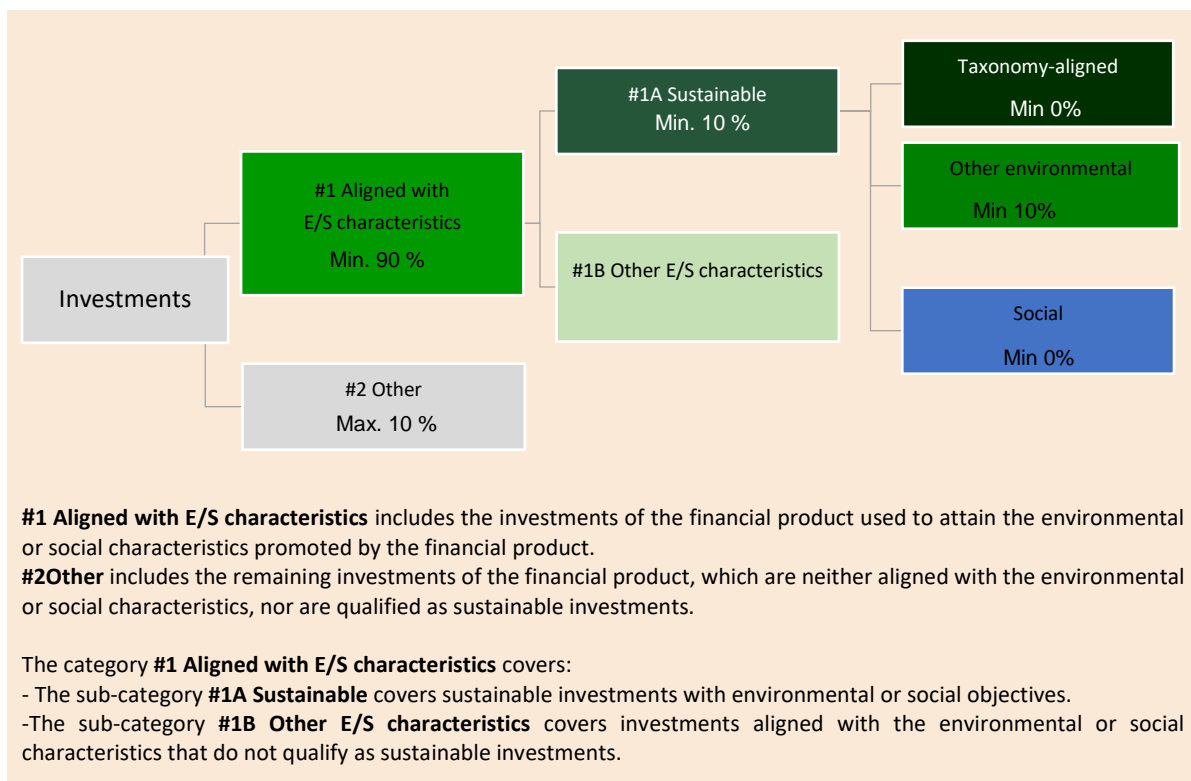 Investments
#1 Aligned with
E/S characteristics
Min. 90 %
#2 Other
Max. 10 %
#1A Sustainable
Min. 10 %
#1B Other E/S characteristics
Taxonomy-aligned
Min 0%
Other environmental
Min 10%
Social
Min 0%
#1 Aligned with E/S characteristics includes the investments of the financial product used to attain the environmental
or social characteristics promoted by the financial product.
#2Other includes the remaining investments of the financial product, which are neither aligned with the environmental
or social characteristics, nor are qualified as sustainable investments.
The category #1 Aligned with E/S characteristics covers:
- The sub-category #1A Sustainable covers sustainable investments with environmental or social objectives.
-The sub-category #1B Other E/S characteristics covers investments aligned with the environmental or social
characteristics that do not qualify as sustainable investments.